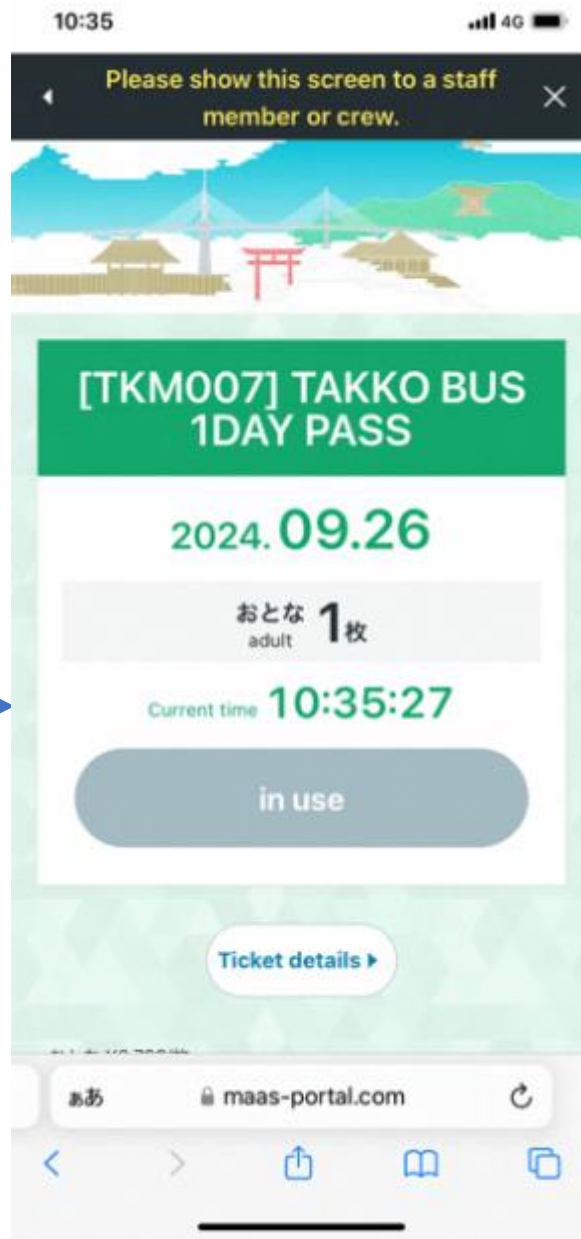 10:35
4G
Please show this screen to a staff
member or crew.
[TKM007] TAKKO BUS
1DAY PASS
2024. 09.26
おとな 1枚
adult
Current time 10:35:27
in use
Ticket details
ぁあ maas-portal.com